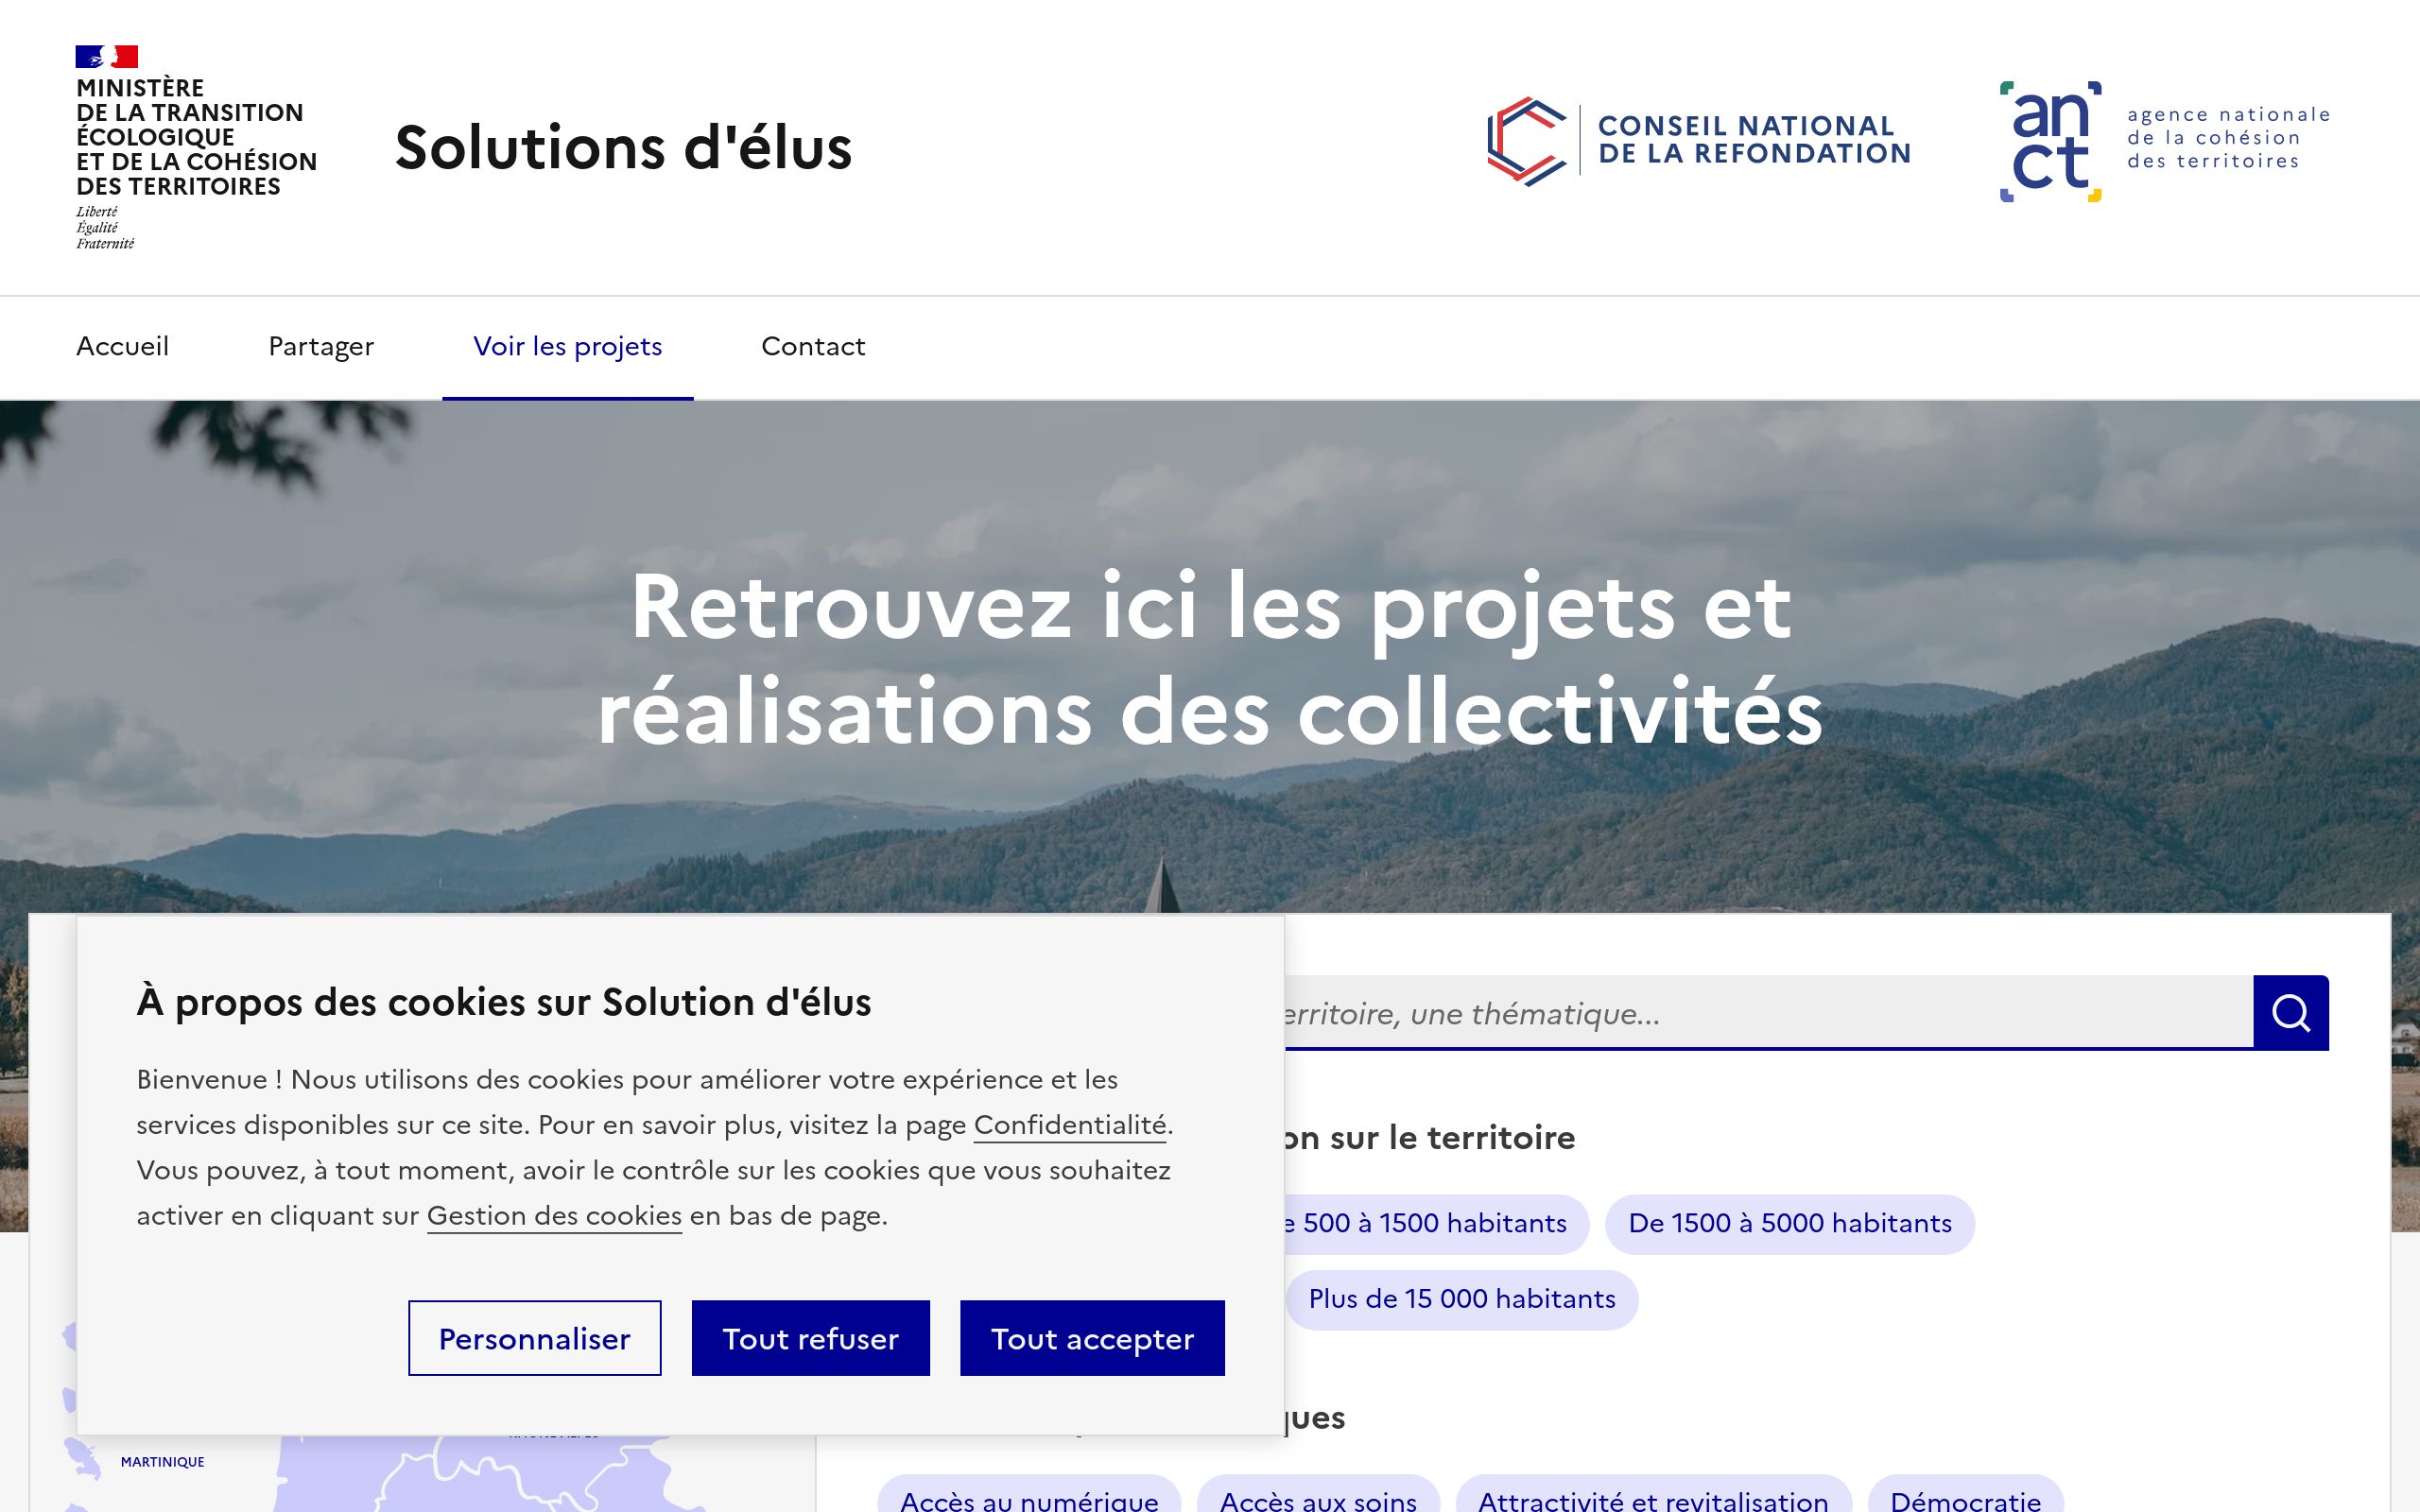 MINISTÈRE
DE LA TRANSITION
ÉCOLOGIQUE
ET DE LA COHÉSION
DES TERRITOIRES
Liberté
Égalité
Fraternité
Solutions d'élus
CONSEIL NATIONAL
DE LA REFONDATION
anct
agence nationale
de la cohésion
des territoires
Accueil
Partager
Voir les projets
Contact
Retrouvez ici les projets et
réalisations des collectivités
À propos des cookies sur Solution d'élus
Bienvenue ! Nous utilisons des cookies pour améliorer votre expérience et les
services disponibles sur ce site. Pour en savoir plus, visitez la page Confidentialité.
Vous pouvez, à tout moment, avoir le contrôle sur les cookies que vous souhaitez
activer en cliquant sur Gestion des cookies en bas de page.
Personnaliser
Tout refuser
Tout accepter
une thématique...
sur le territoire
500 à 1500 habitants
De 1500 à 5000 habitants
Plus de 15 000 habitants
MARTINIQUE
Accès au numérique
Accès aux soins
Attractivité et revitalisation
Démocratie